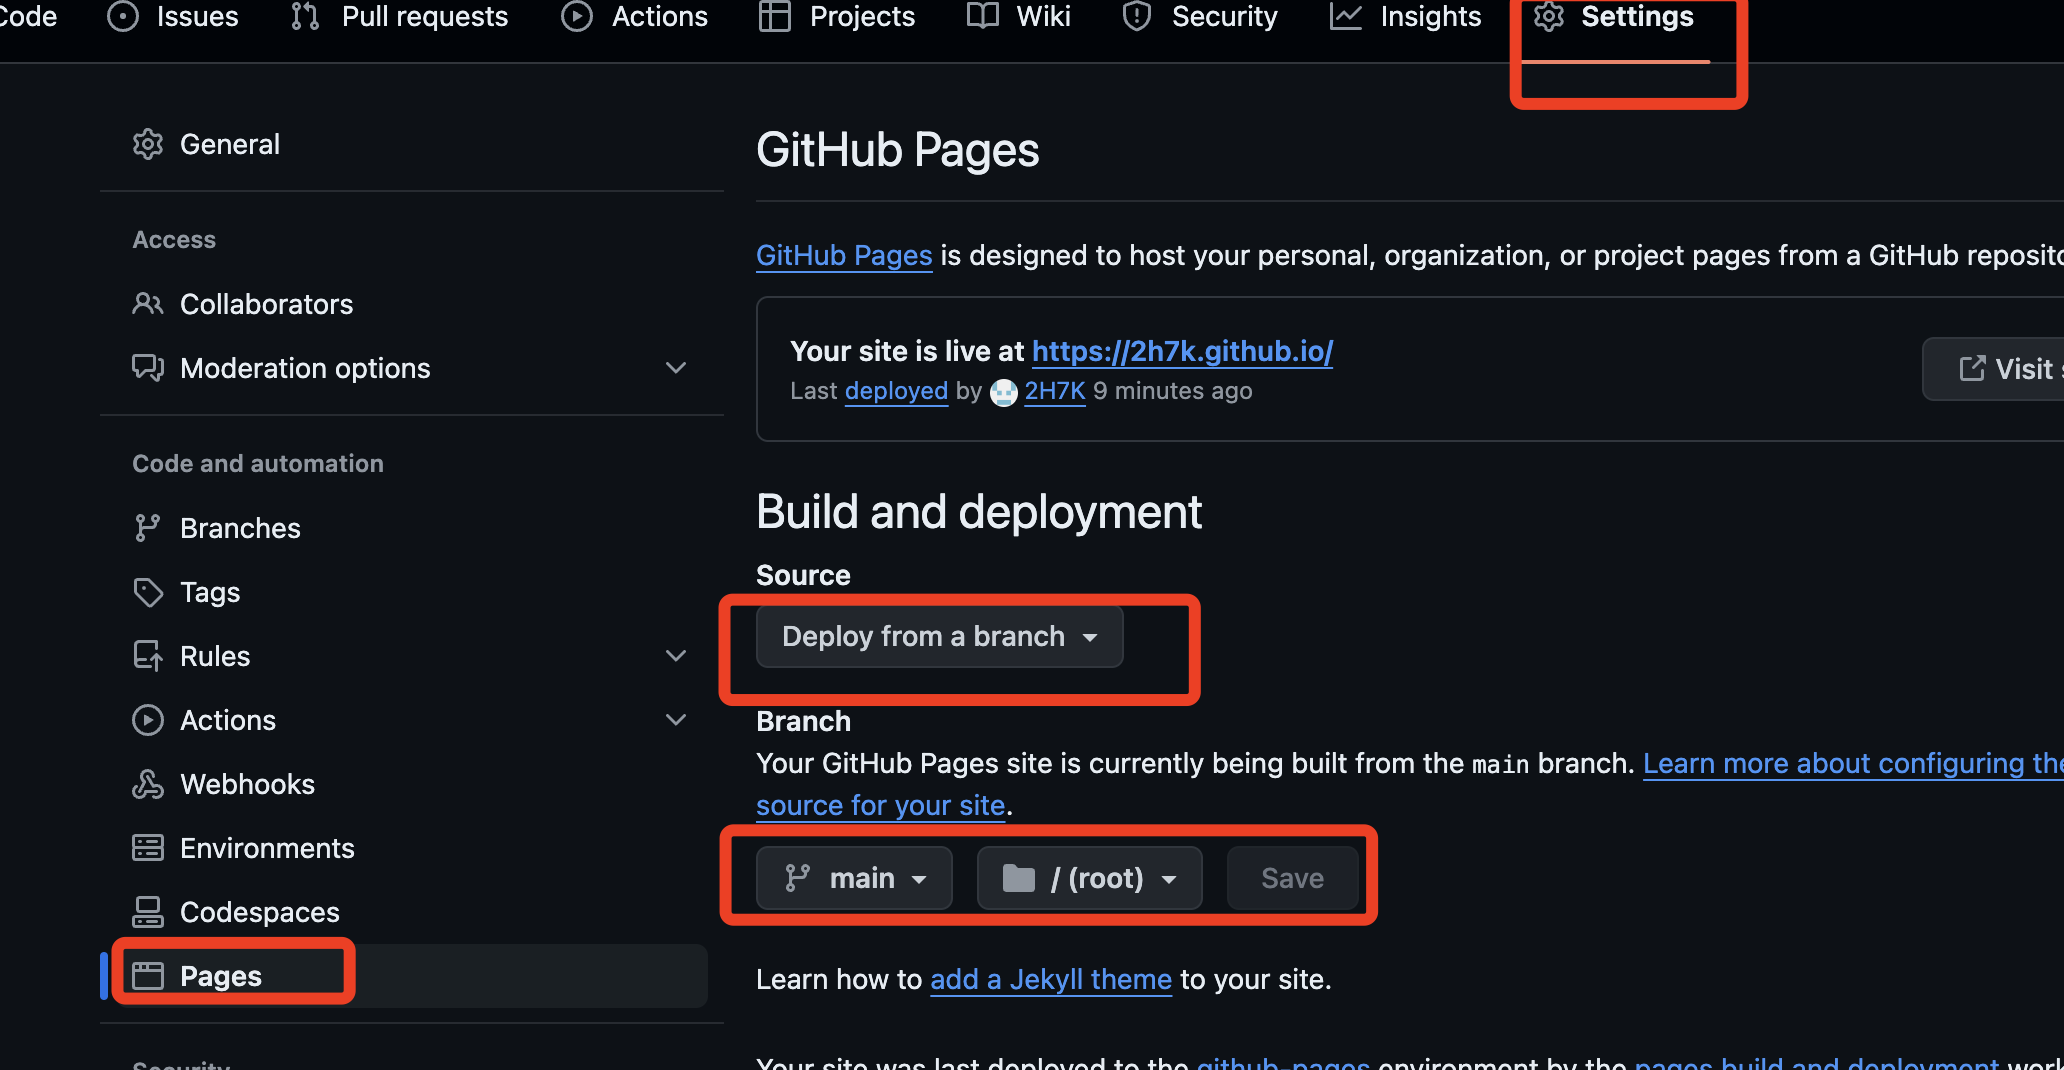 Code Issues Pull requests Actions Projects Wiki Security Insights Settings
General
Access
Collaborators
Moderation options
Code and automation
Branches
Tags
Rules
Actions
Webhooks
Environments
Codespaces
Pages
Security
GitHub Pages
GitHub Pages is designed to host your personal, organization, or project pages from a GitHub reposito
Your site is live at https://2h7k.github.io/
Last deployed by 2H7K 9 minutes ago
Visit s
Build and deployment
Source
Deploy from a branch
Branch
Your GitHub Pages site is currently being built from the main branch. Learn more about configuring the
source for your site.
main / (root) Save
Learn how to add a Jekyll theme to your site.
Your site was last deployed to the github-pages environment by the pages build and deployment work